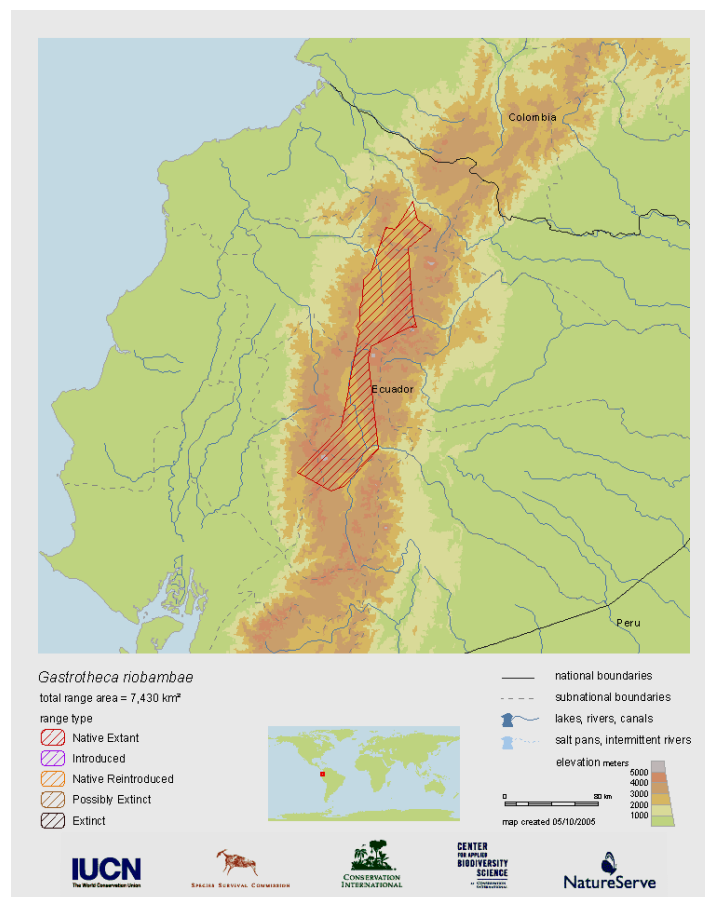 Colombia
Ecuador
Peru
Gastrotheca riobambae
total range area = 7,430 km²
range type
Native Extant
Introduced
Native Reintroduced
Possibly Extinct
Extinct
national boundaries
subnational boundaries
lakes, rivers, canals
salt pans, intermittent rivers
elevation meters
5000
4000
3000
2000
1000
0 80 km
map created 05/10/2005
IUCN
The World Conservation Union
SPECIES SURVIVAL COMMISSION
CONSERVATION
INTERNATIONAL
CENTER
FOR APPLIED
BIODIVERSITY
SCIENCE
AT CONSERVATION
INTERNATIONAL
NatureServe